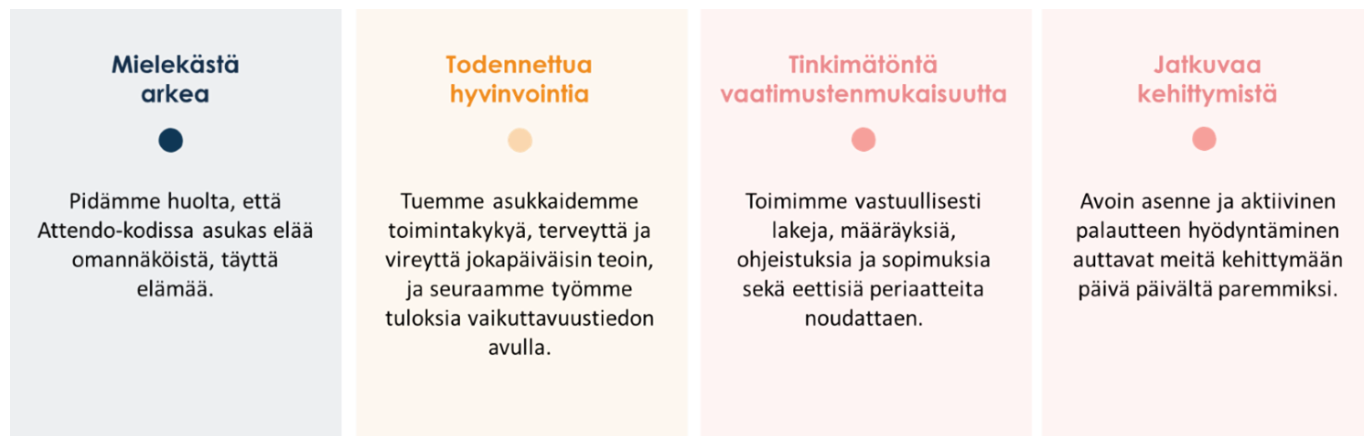 Mielekästä
arkea
Pidämme huolta, että
Attendo-kodissa asukas elää
omannäköistä, täyttä
elämää.
Todennettua
hyvinvointia
Tuemme asukkaidemme
toimintakykyä, terveyttä ja
vireyttä jokapäiväisin teoin,
ja seuraamme työmme
tuloksia vaikuttavuustiedon
avulla.
Tinkimätöntä
vaatimustenmukaisuutta
Toimimme vastuullisesti
lakeja, määräyksiä,
ohjeistuksia ja sopimuksia
sekä eettisiä periaatteita
noudattaen.
Jatkuvaa
kehittymistä
Avoin asenne ja aktiivinen
palautteen hyödyntäminen
auttavat meitä kehittymään
päivä päivältä paremmiksi.